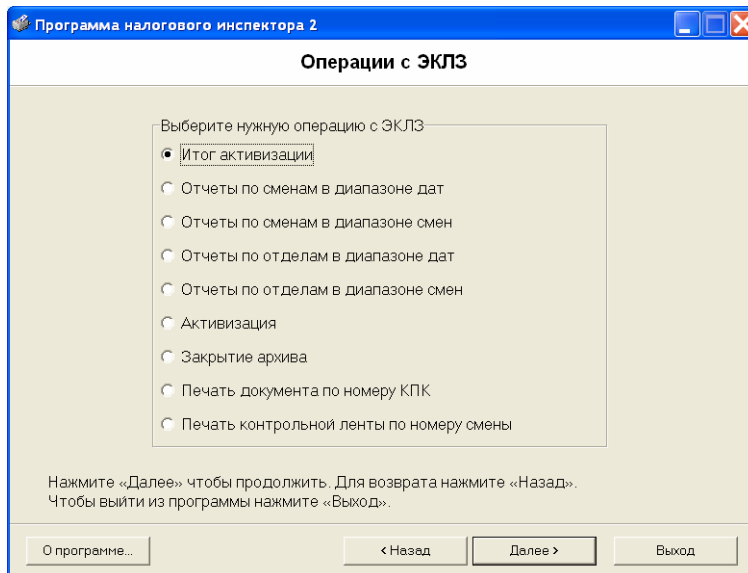 Программа налогового инспектора 2
Операции с ЭКЛЗ
Выберите нужную операцию с ЭКЛЗ
Итог активизации
Отчеты по сменам в диапазоне дат
Отчеты по сменам в диапазоне смен
Отчеты по отделам в диапазоне дат
Отчеты по отделам в диапазоне смен
Активизация
Закрытие архива
Печать документа по номеру КПК
Печать контрольной ленты по номеру смены
Нажмите «Далее» чтобы продолжить. Для возврата нажмите «Назад».
Чтобы выйти из программы нажмите «Выход».
О программе... < Назад Далее > Выход